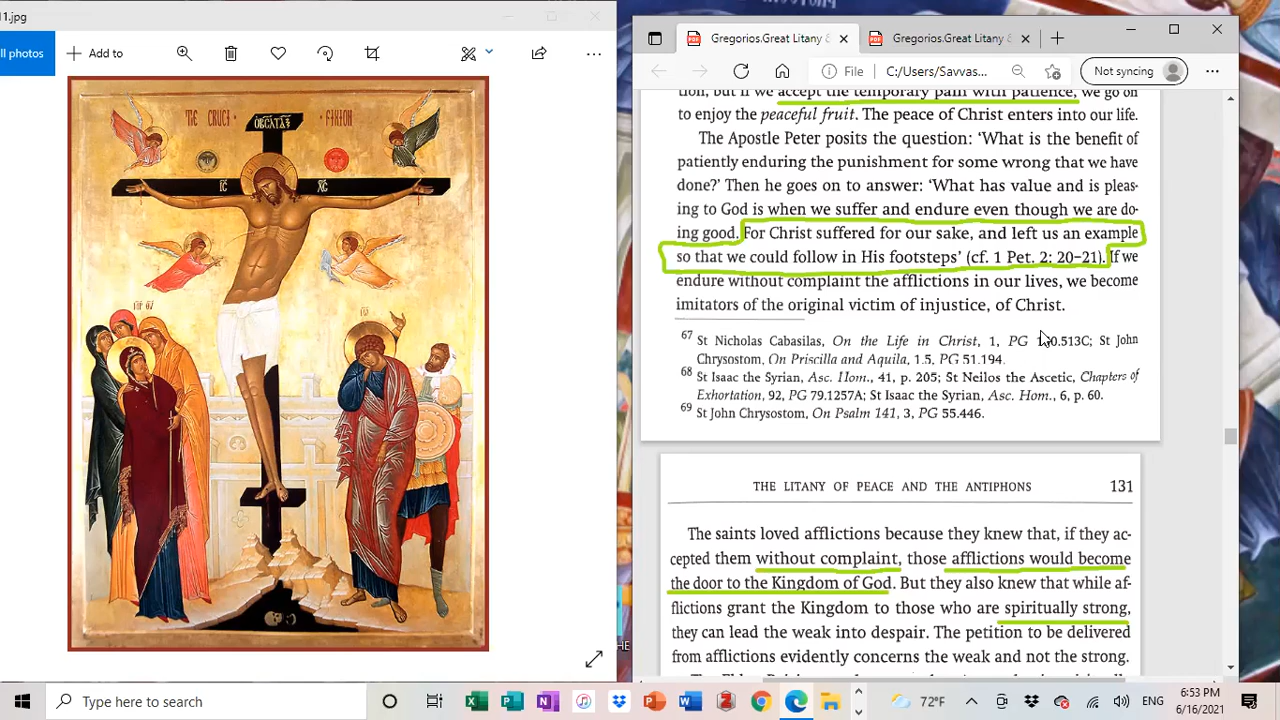 1.jpg
ll photos
Add to
THE CRUCI
FIXION
IC
XC
Gregorios.Great Litany &
Gregorios.Great Litany &
File
C:/Users/Savvas...
Not syncing
tion, but if we accept the temporary pain with patience, we go on
to enjoy the peaceful fruit. The peace of Christ enters into our life.
The Apostle Peter posits the question: ‘What is the benefit of
patiently enduring the punishment for some wrong that we have
done?’ Then he goes on to answer: ‘What has value and is pleas-
ing to God is when we suffer and endure even though we are do-
ing good. For Christ suffered for our sake, and left us an example
so that we could follow in His footsteps’ (cf. 1 Pet. 2: 20–21). If we
endure without complaint the afflictions in our lives, we become
imitators of the original victim of injustice, of Christ.
67 St Nicholas Cabasilas, On the Life in Christ, 1, PG 0.513C; St John
Chrysostom, On Priscilla and Aquila, 1.5, PG 51.194.
68 St Isaac the Syrian, Asc. Hom., 41, p. 205; St Neilos the Ascetic, Chapters of
Exhortation, 92, PG 79.1257A; St Isaac the Syrian, Asc. Hom., 6, p. 60.
69 St John Chrysostom, On Psalm 141, 3, PG 55.446.
THE LITANY OF PEACE AND THE ANTIPHONS 131
The saints loved afflictions because they knew that, if they ac-
cepted them without complaint, those afflictions would become
the door to the Kingdom of God. But they also knew that while af-
flictions grant the Kingdom to those who are spiritually strong,
they can lead the weak into despair. The petition to be delivered
from afflictions evidently concerns the weak and not the strong.
HE
Type here to search
72°F
ENG
6:53 PM
6/16/2021